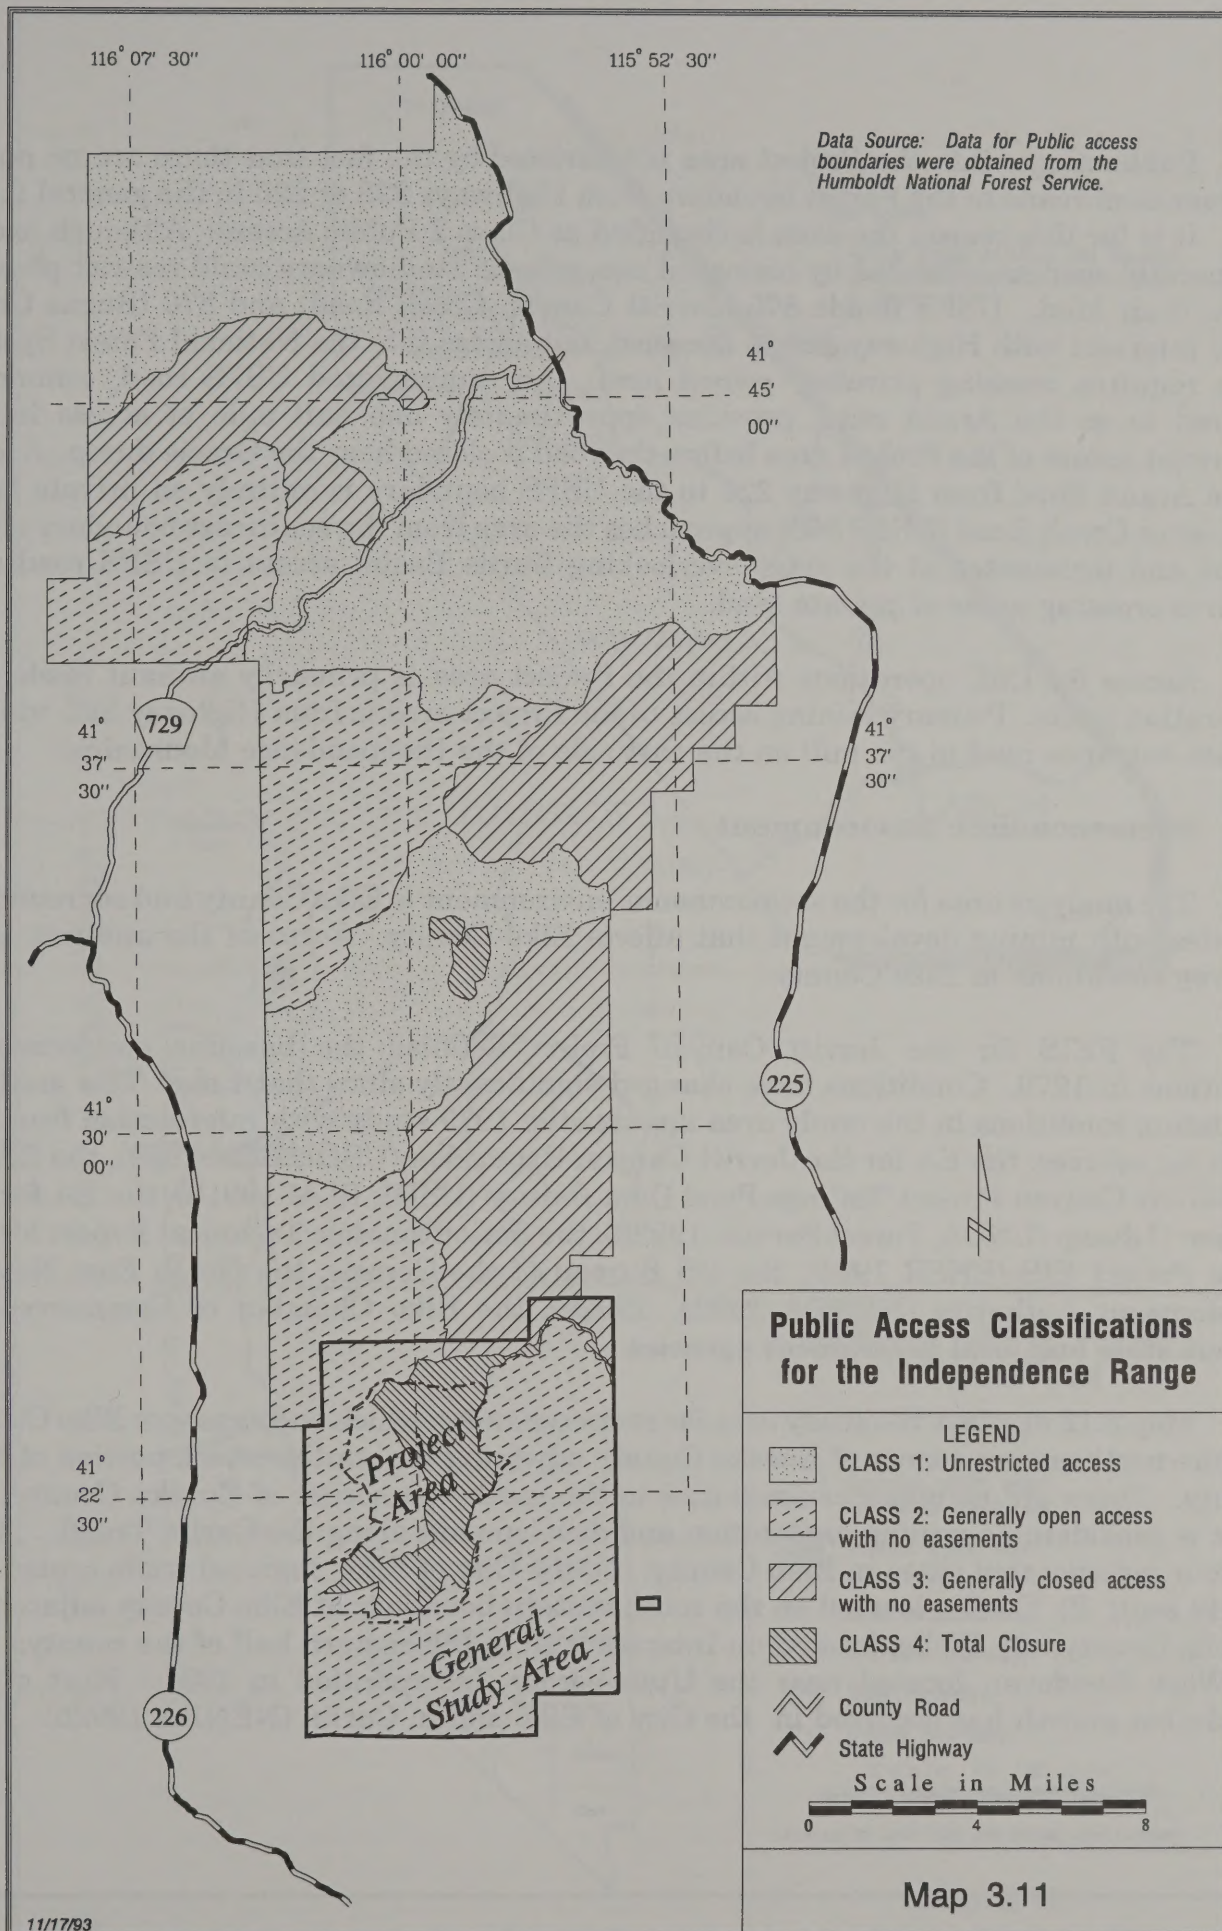 116° 07' 30"
116° 00' 00"
115° 52' 30"
Data Source: Data for Public access
boundaries were obtained from the
Humboldt National Forest Service.
41°
45'
00"
729
41°
37'
30"
41°
37'
30"
225
41°
30'
00"
N
Public Access Classifications
for the Independence Range
LEGEND
CLASS 1: Unrestricted access
CLASS 2: Generally open access
with no easements
CLASS 3: Generally closed access
with no easements
CLASS 4: Total Closure
County Road
State Highway
Scale in Miles
0 4 8
Project
Area
41°
22'
30"
General
Study Area
226
Map 3.11
11/17/93